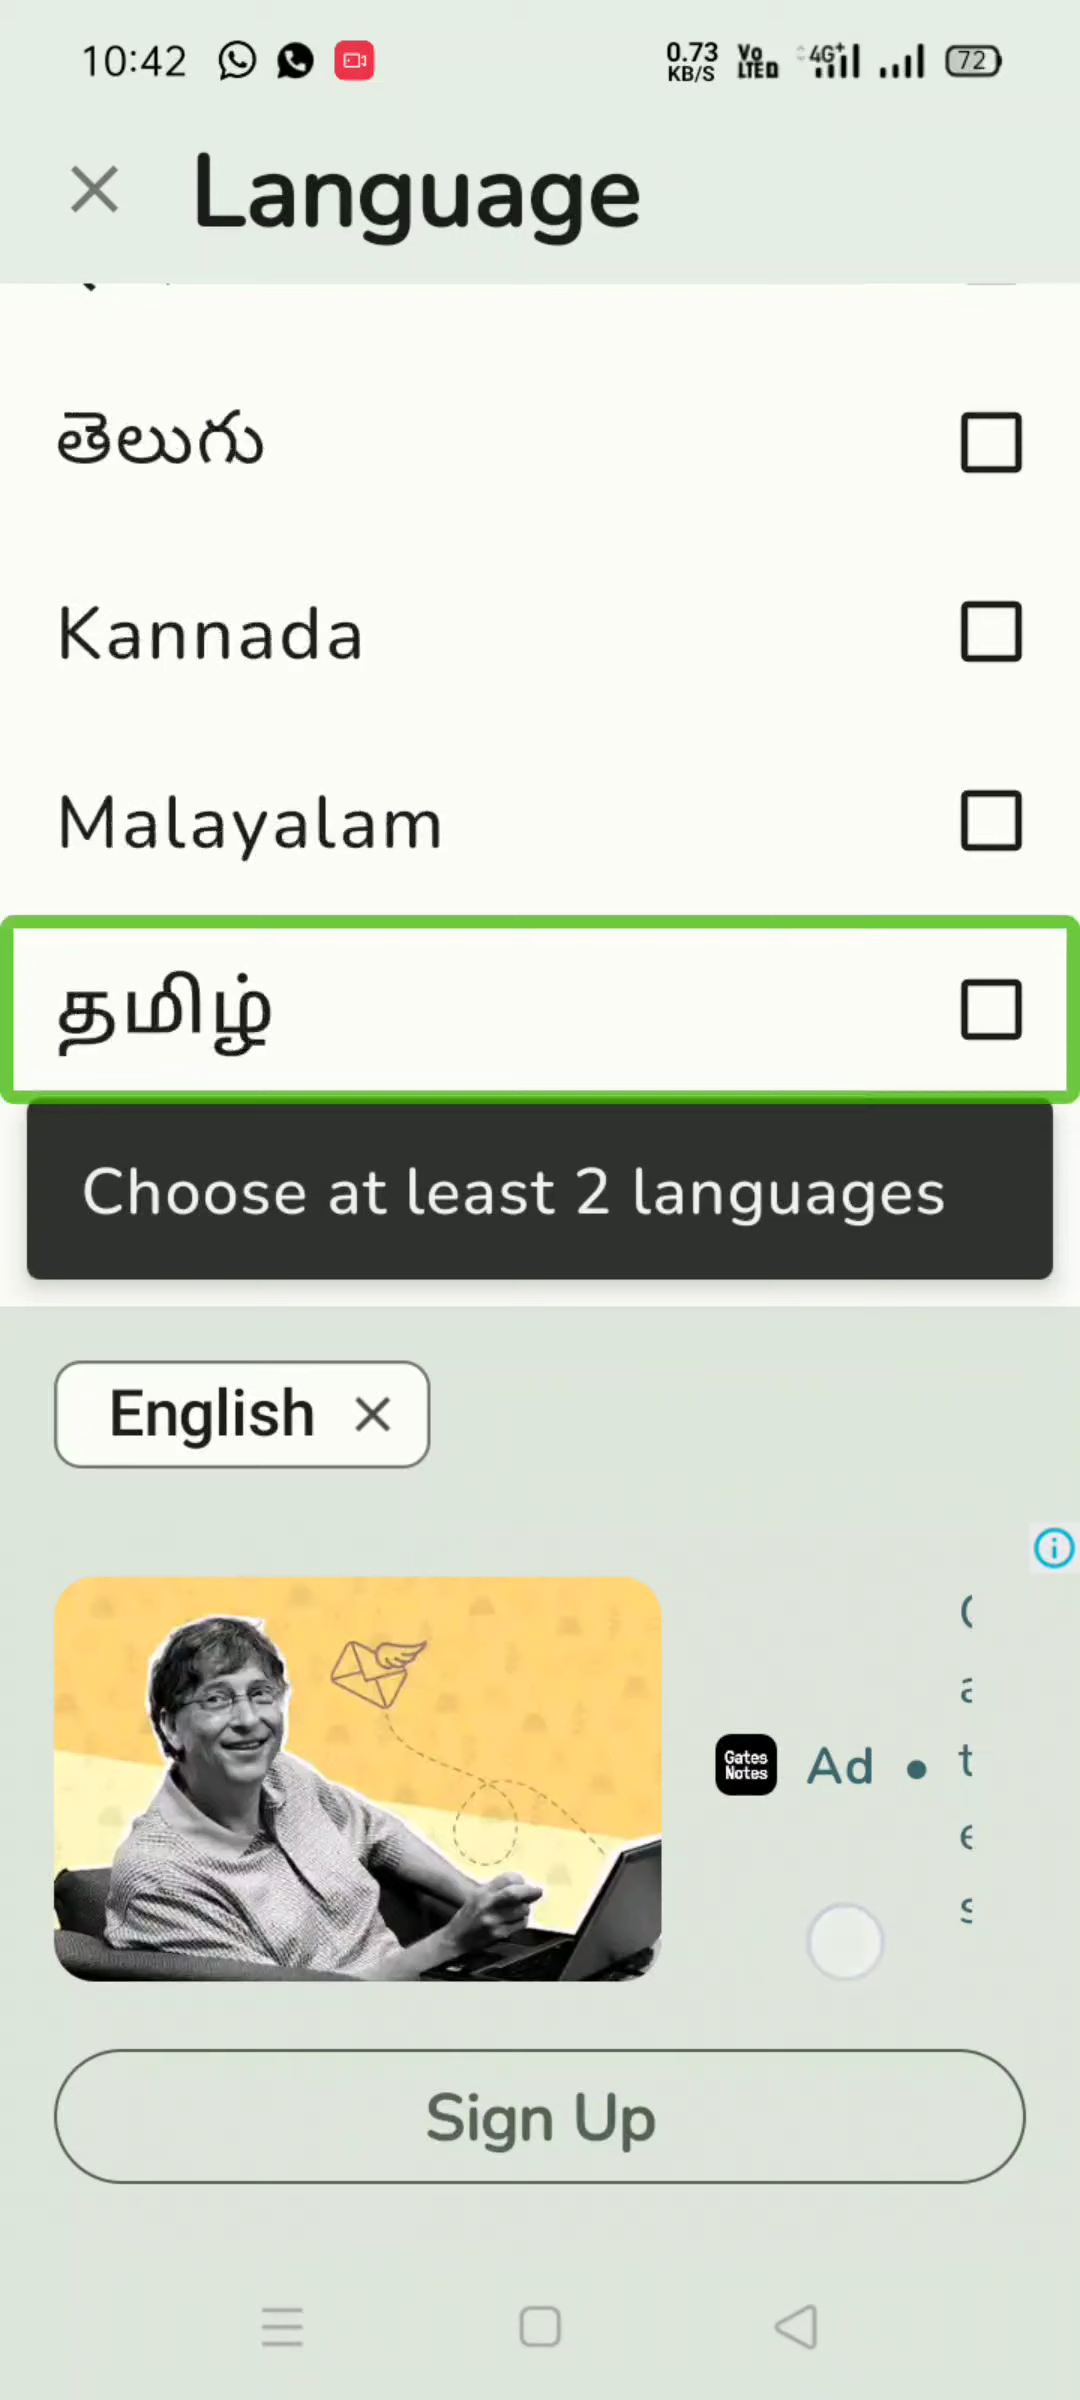 10:42 0.73 KB/S Vo LTE 4G+ 72
Language
తెలుగు
Kannada
Malayalam
தமிழ்
Choose at least 2 languages
English
Gates Notes
Ad •
Sign Up